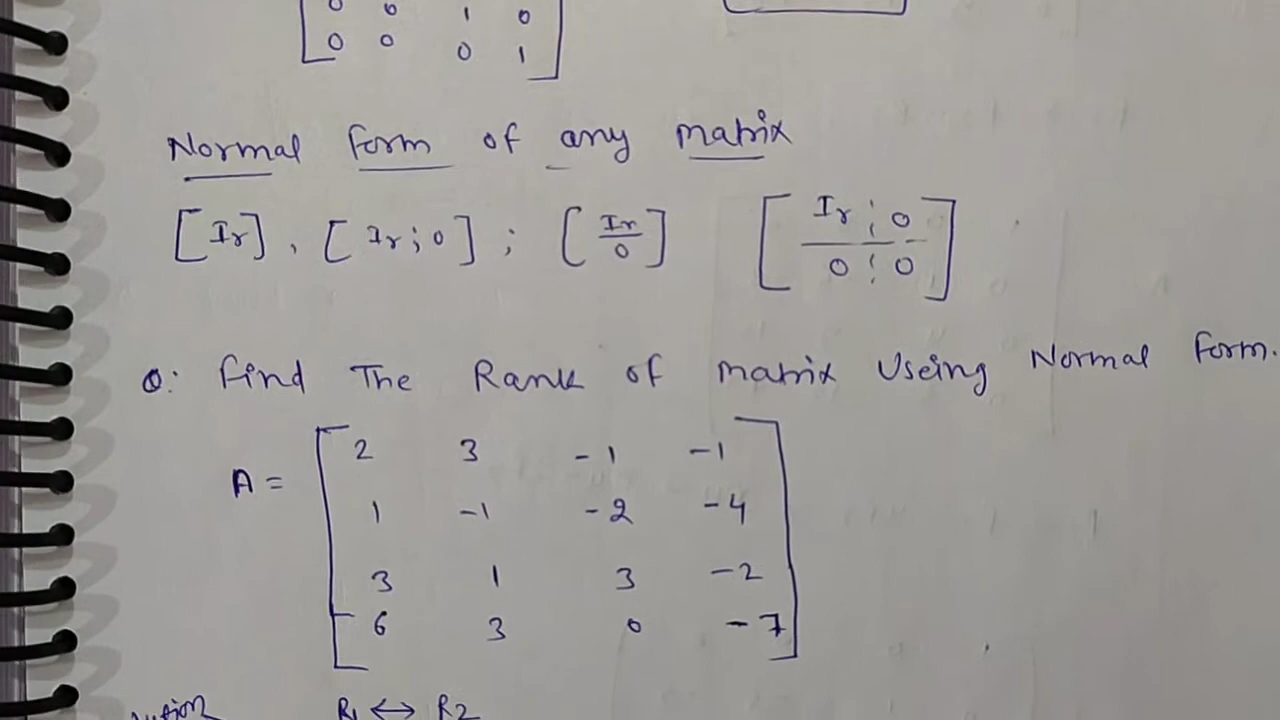 0 0 1 0
0 0 0 1
Normal form of any matrix
[Ir], [Ir ; 0] ; [Ir / 0] [Ir ¦ 0 / 0 ¦ 0]
Q: find The Rank of matrix Useing Normal Form.
2 3 -1 -1
A = 1 -1 -2 -4
3 1 3 -2
6 3 0 -7
R1 ↔ R2